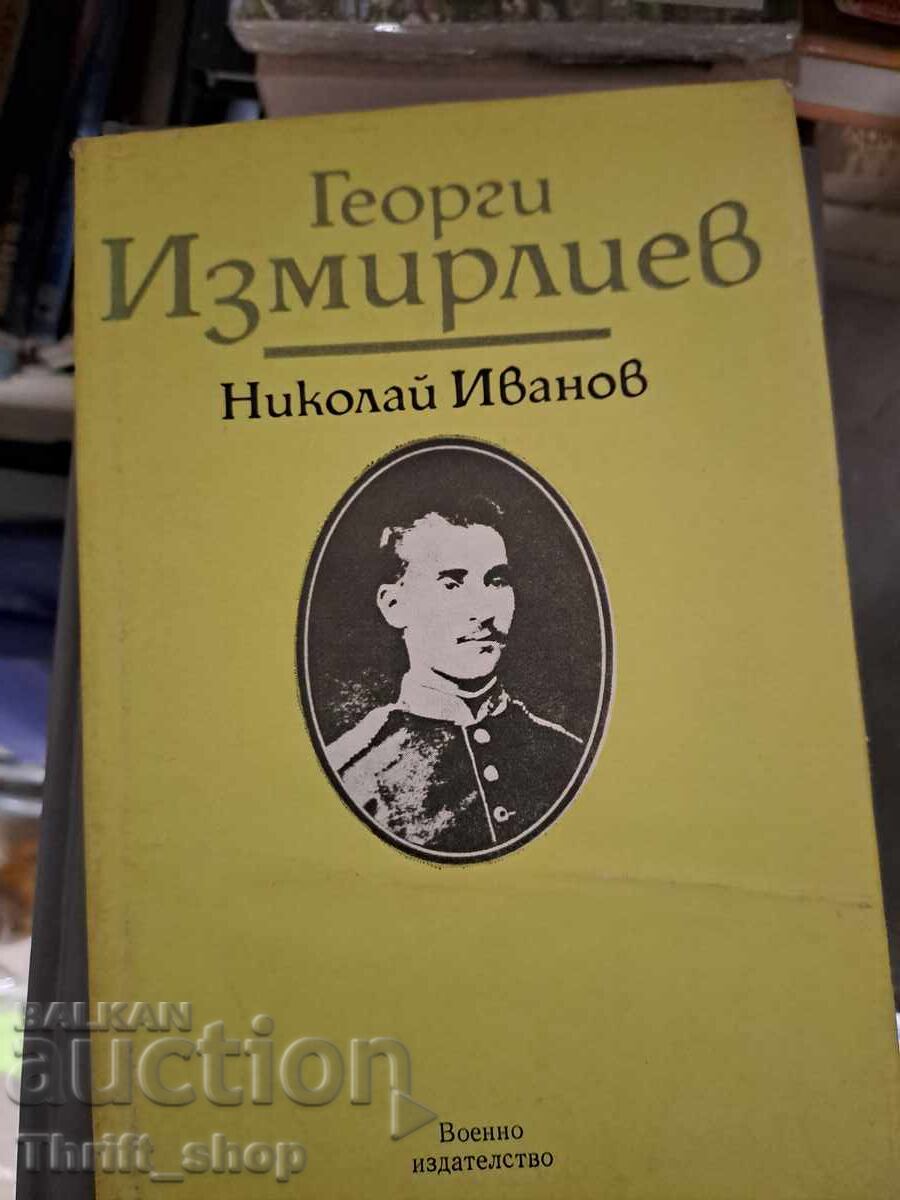 Георги
Измирлиев
Николай Иванов
Военно
издателство
BALKAN
auction
Thrift_shop